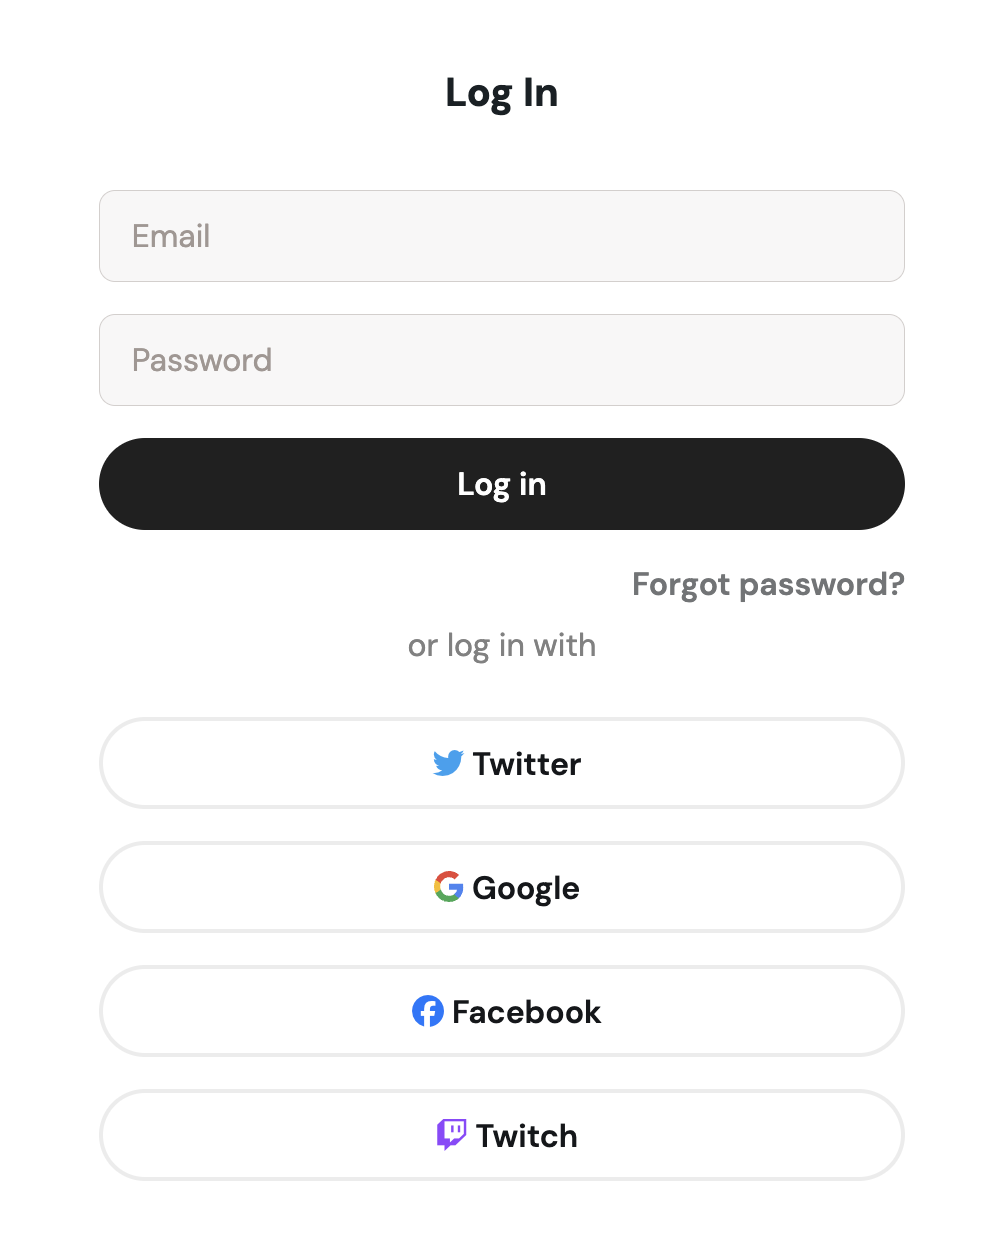 Log In
Email
Password
Log in
Forgot password?
or log in with
Twitter
Google
Facebook
Twitch